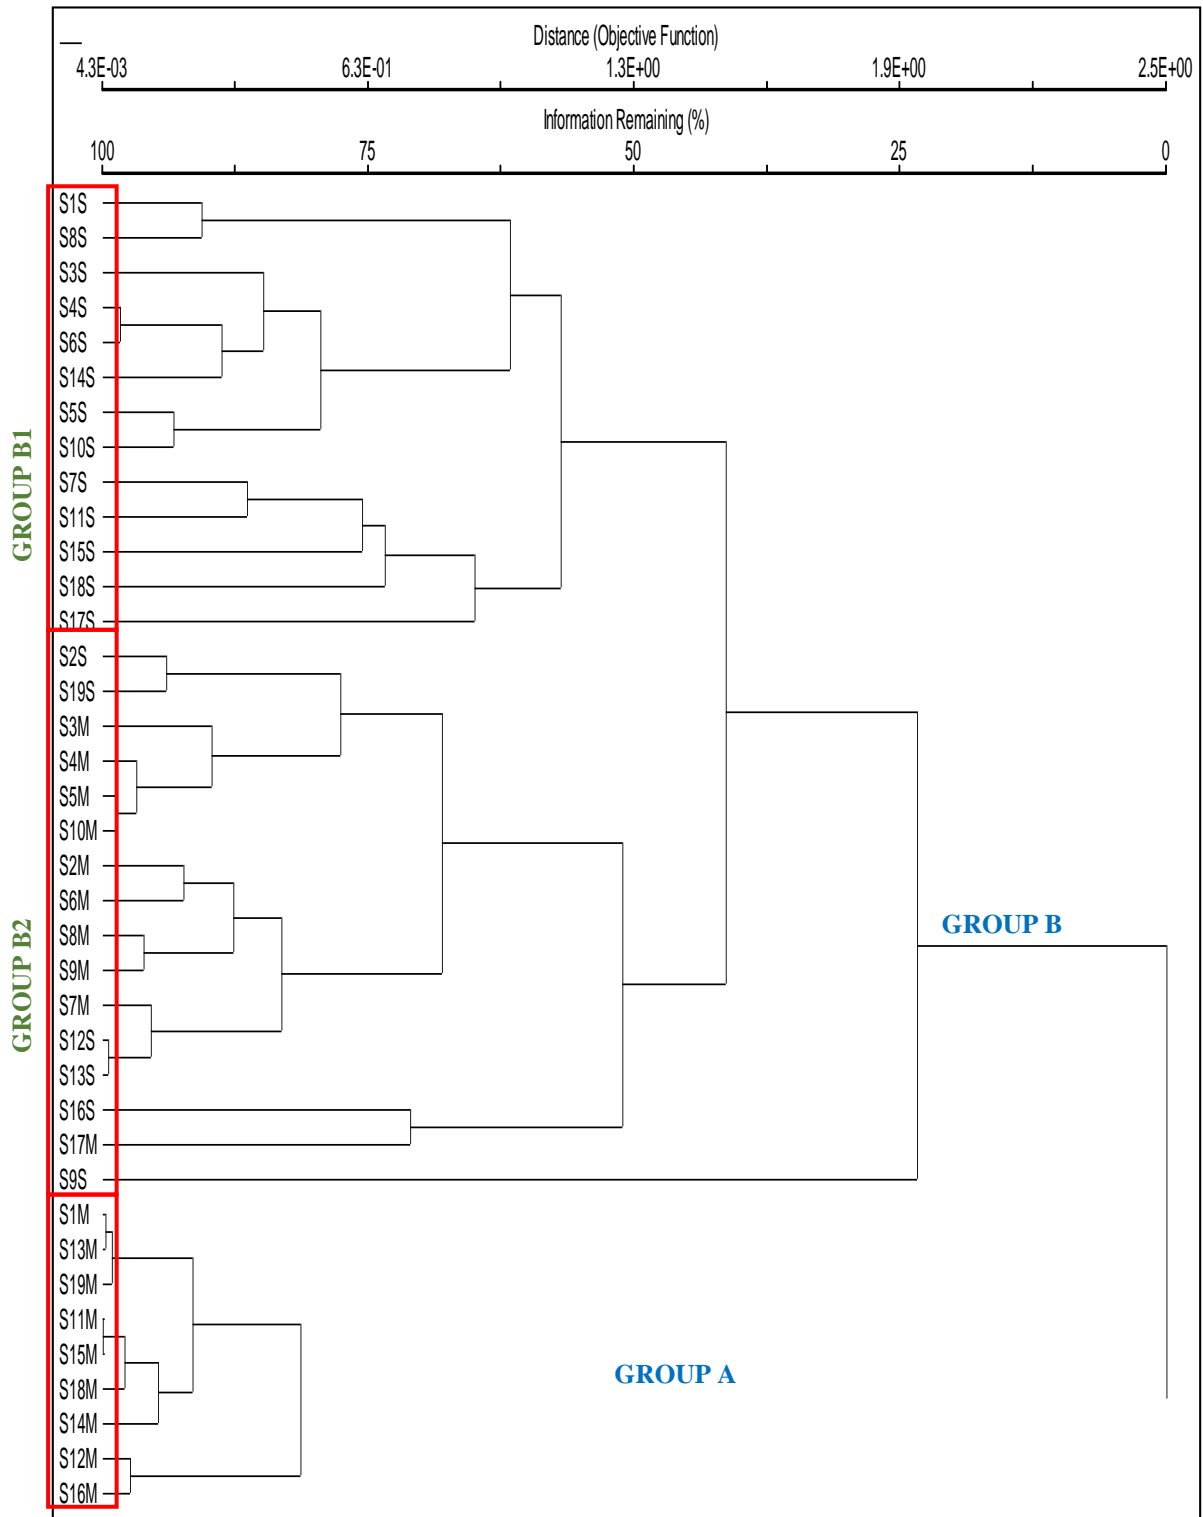 Distance (Objective Function)
4.3E-03 6.3E-01 1.3E+00 1.9E+00 2.5E+00
Information Remaining (%)
100 75 50 25 0
S1S
S8S
S3S
S4S
S6S
S14S
S5S
S10S
S7S
S11S
S15S
S18S
S17S
S2S
S19S
S3M
S4M
S5M
S10M
S2M
S6M
S8M
S9M
S7M
S12S
S13S
S16S
S17M
S9S
S1M
S13M
S19M
S11M
S15M
S18M
S14M
S12M
S16M
GROUP B1
GROUP B2
GROUP B
GROUP A